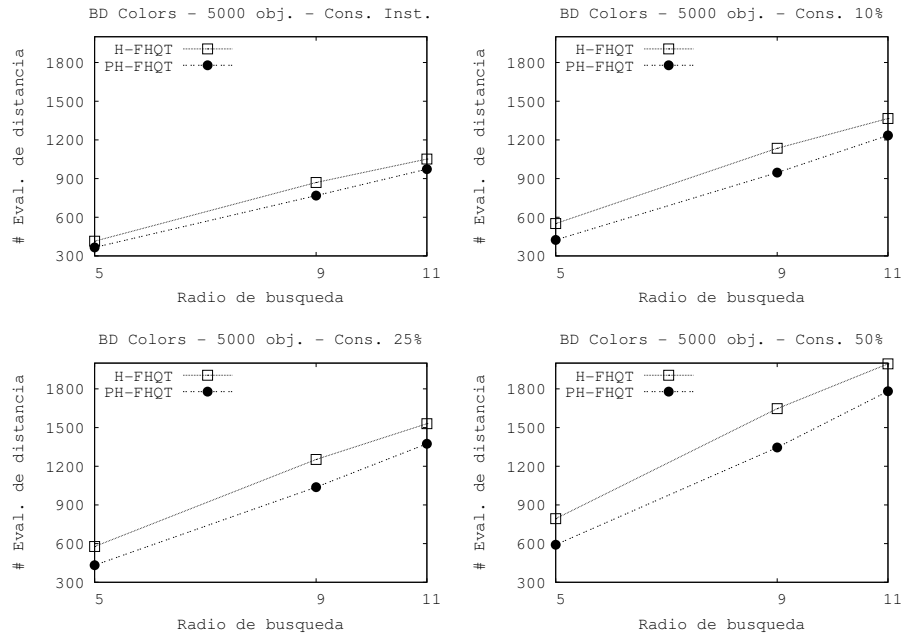 BD Colors - 5000 obj. - Cons. Inst.
H-FHQT
PH-FHQT
1800
1500
1200
900
600
300
# Eval. de distancia
5
9
11
Radio de busqueda
BD Colors - 5000 obj. - Cons. 10%
H-FHQT
PH-FHQT
1800
1500
1200
900
600
300
# Eval. de distancia
5
9
11
Radio de busqueda
BD Colors - 5000 obj. - Cons. 25%
H-FHQT
PH-FHQT
1800
1500
1200
900
600
300
# Eval. de distancia
5
9
11
Radio de busqueda
BD Colors - 5000 obj. - Cons. 50%
H-FHQT
PH-FHQT
1800
1500
1200
900
600
300
# Eval. de distancia
5
9
11
Radio de busqueda